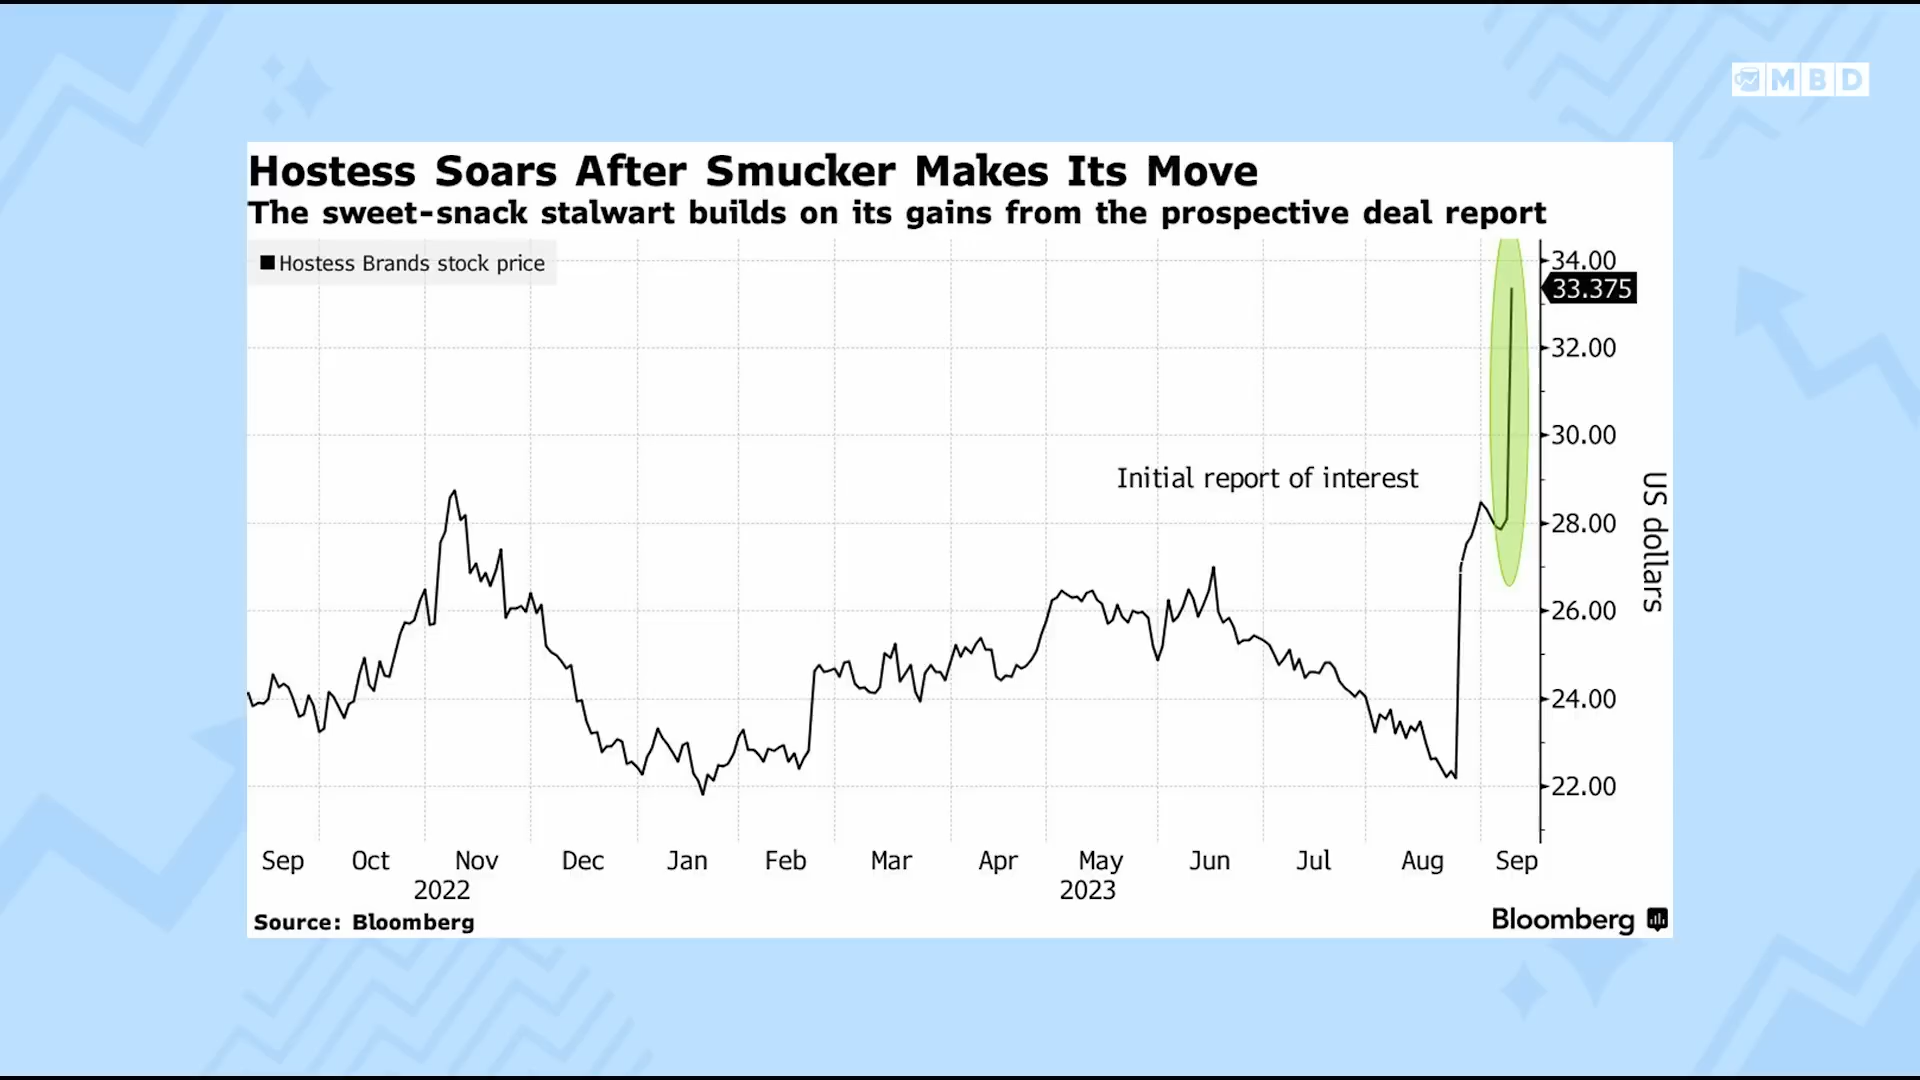 MBD
Hostess Soars After Smucker Makes Its Move
The sweet-snack stalwart builds on its gains from the prospective deal report
Hostess Brands stock price
34.00
33.375
32.00
30.00
Initial report of interest
28.00
US dollars
26.00
24.00
22.00
Sep Oct Nov Dec Jan Feb Mar Apr May Jun Jul Aug Sep
2022 2023
Source: Bloomberg
Bloomberg